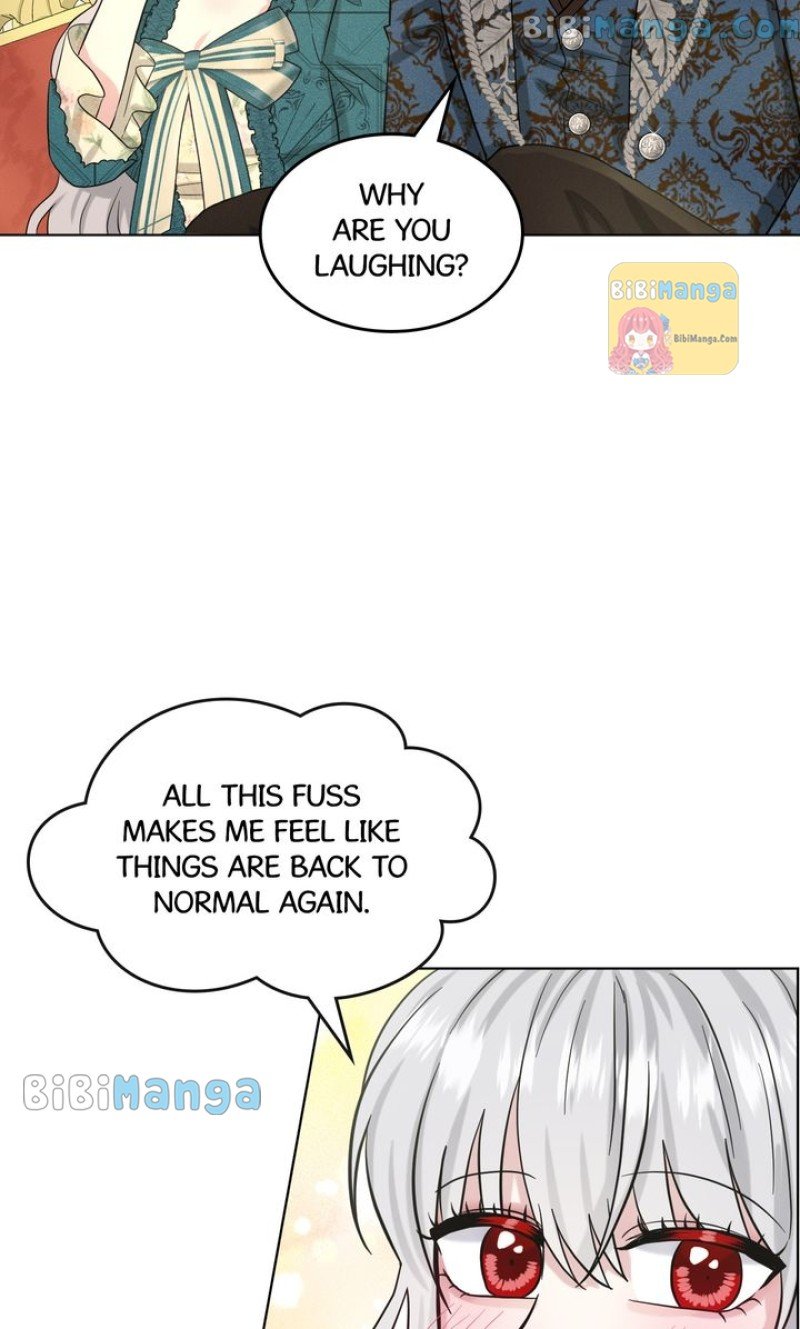 BiBiManga.Com
WHY
ARE YOU
LAUGHING?
BiBiManga
BibiManga.Com
ALL THIS FUSS
MAKES ME FEEL LIKE
THINGS ARE BACK TO
NORMAL AGAIN.
BiBiManga